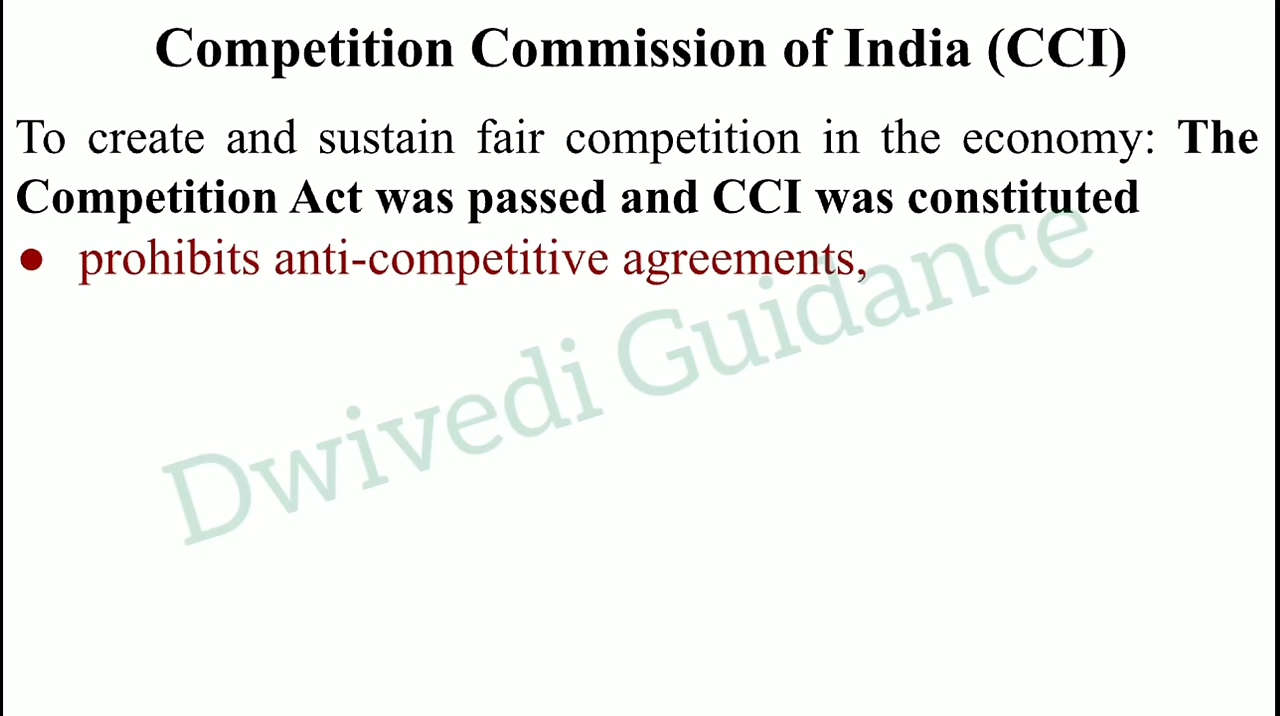 Competition Commission of India (CCI)
To create and sustain fair competition in the economy: The
Competition Act was passed and CCI was constituted
● prohibits anti-competitive agreements,
Dwivedi Guidance